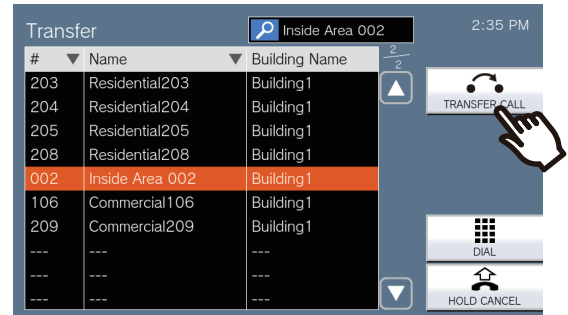 Transfer Inside Area 002 2:35 PM
# Name Building Name 2/2
203 Residential203 Building1
204 Residential204 Building1
205 Residential205 Building1
208 Residential208 Building1
002 Inside Area 002 Building1
106 Commercial106 Building1
209 Commercial209 Building1
--- --- ---
--- --- ---
--- --- ---
TRANSFER CALL
DIAL
HOLD CANCEL